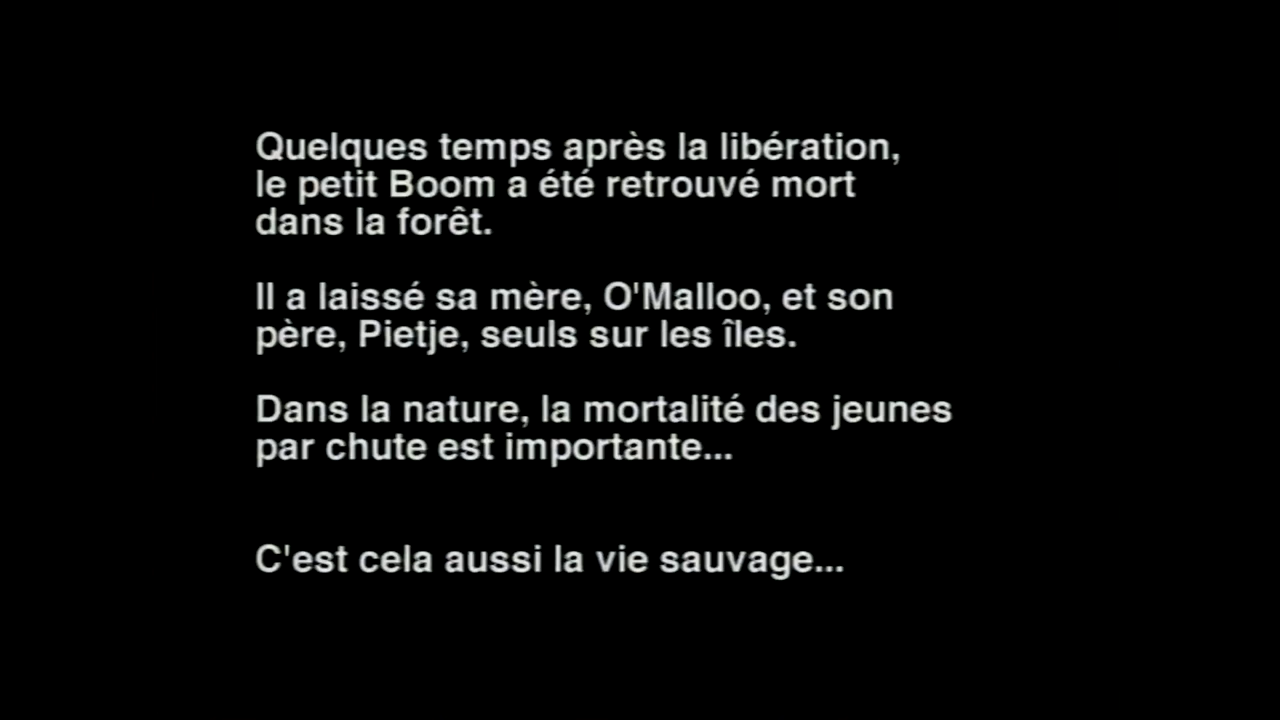 Quelques temps après la libération,
le petit Boom a été retrouvé mort
dans la forêt.
Il a laissé sa mère, O'Malloo, et son
père, Pietje, seuls sur les îles.
Dans la nature, la mortalité des jeunes
par chute est importante...
C'est cela aussi la vie sauvage...